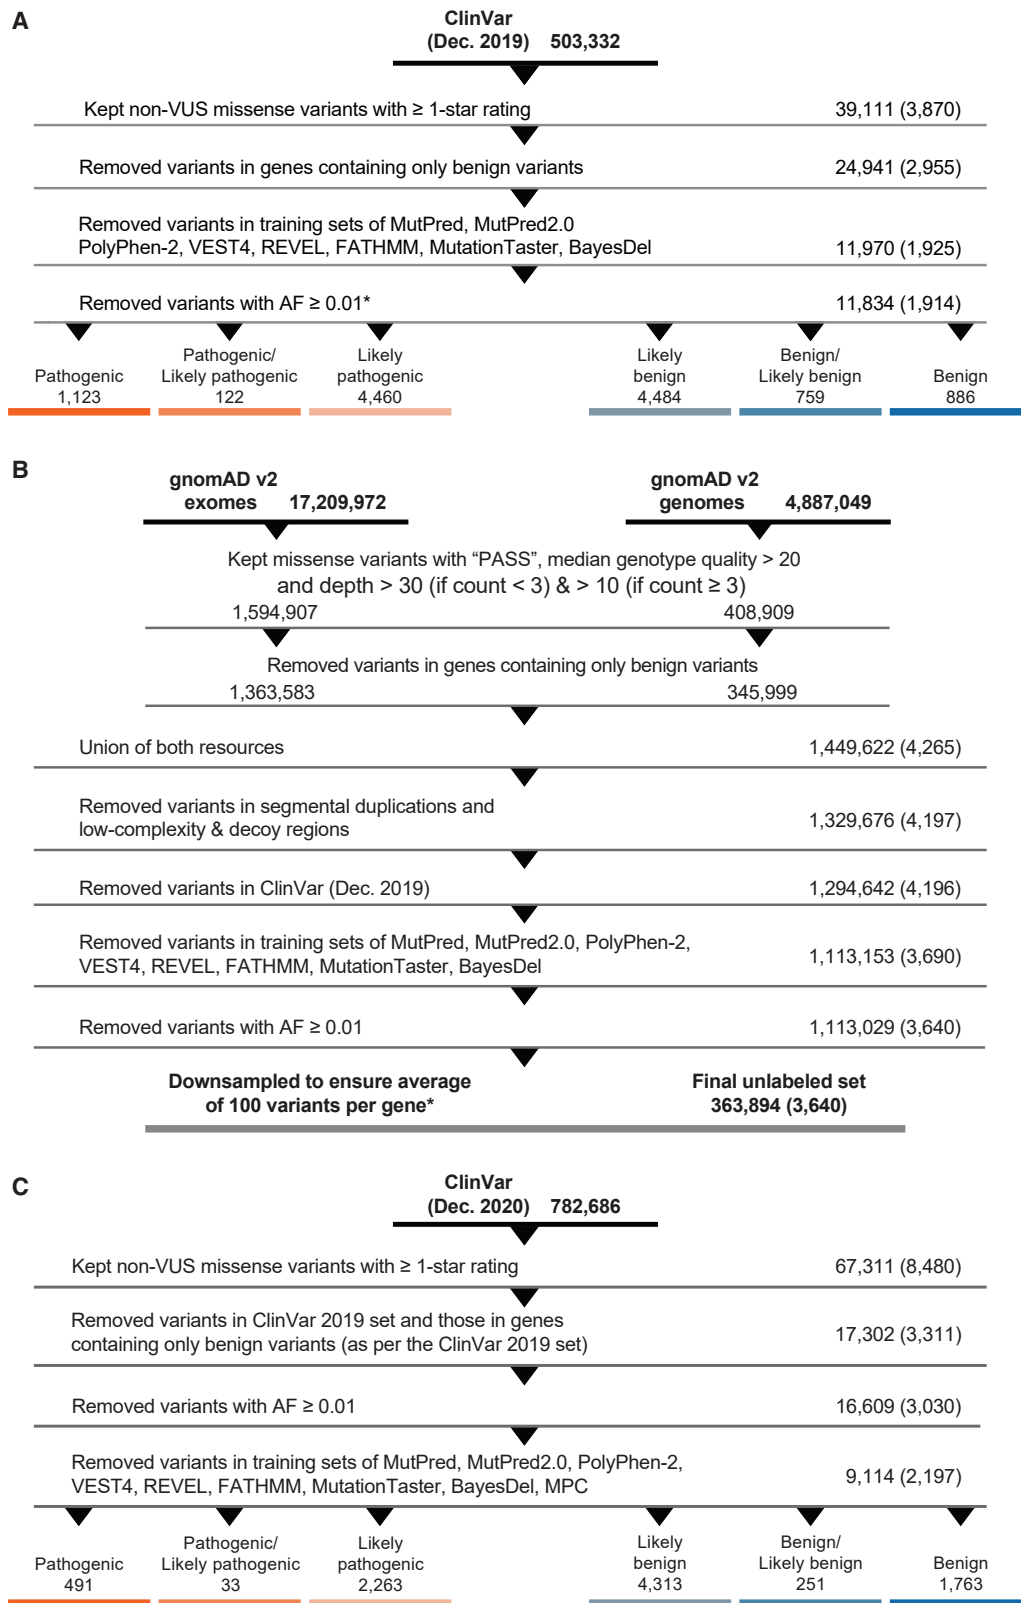 A
ClinVar
(Dec. 2019) 503,332
Kept non-VUS missense variants with ≥ 1-star rating 39,111 (3,870)
Removed variants in genes containing only benign variants 24,941 (2,955)
Removed variants in training sets of MutPred, MutPred2.0
PolyPhen-2, VEST4, REVEL, FATHMM, MutationTaster, BayesDel 11,970 (1,925)
Removed variants with AF ≥ 0.01* 11,834 (1,914)
Pathogenic
1,123
Pathogenic/
Likely pathogenic
122
Likely
pathogenic
4,460
Likely
benign
4,484
Benign/
Likely benign
759
Benign
886
B
gnomAD v2
exomes 17,209,972
gnomAD v2
genomes 4,887,049
Kept missense variants with “PASS”, median genotype quality > 20
and depth > 30 (if count < 3) & > 10 (if count ≥ 3)
1,594,907 408,909
Removed variants in genes containing only benign variants
1,363,583 345,999
Union of both resources 1,449,622 (4,265)
Removed variants in segmental duplications and
low-complexity & decoy regions 1,329,676 (4,197)
Removed variants in ClinVar (Dec. 2019) 1,294,642 (4,196)
Removed variants in training sets of MutPred, MutPred2.0, PolyPhen-2,
VEST4, REVEL, FATHMM, MutationTaster, BayesDel 1,113,153 (3,690)
Removed variants with AF ≥ 0.01 1,113,029 (3,640)
Downsampled to ensure average
of 100 variants per gene*
Final unlabeled set
363,894 (3,640)
C
ClinVar
(Dec. 2020) 782,686
Kept non-VUS missense variants with ≥ 1-star rating 67,311 (8,480)
Removed variants in ClinVar 2019 set and those in genes
containing only benign variants (as per the ClinVar 2019 set) 17,302 (3,311)
Removed variants with AF ≥ 0.01 16,609 (3,030)
Removed variants in training sets of MutPred, MutPred2.0, PolyPhen-2,
VEST4, REVEL, FATHMM, MutationTaster, BayesDel, MPC 9,114 (2,197)
Pathogenic
491
Pathogenic/
Likely pathogenic
33
Likely
pathogenic
2,263
Likely
benign
4,313
Benign/
Likely benign
251
Benign
1,763